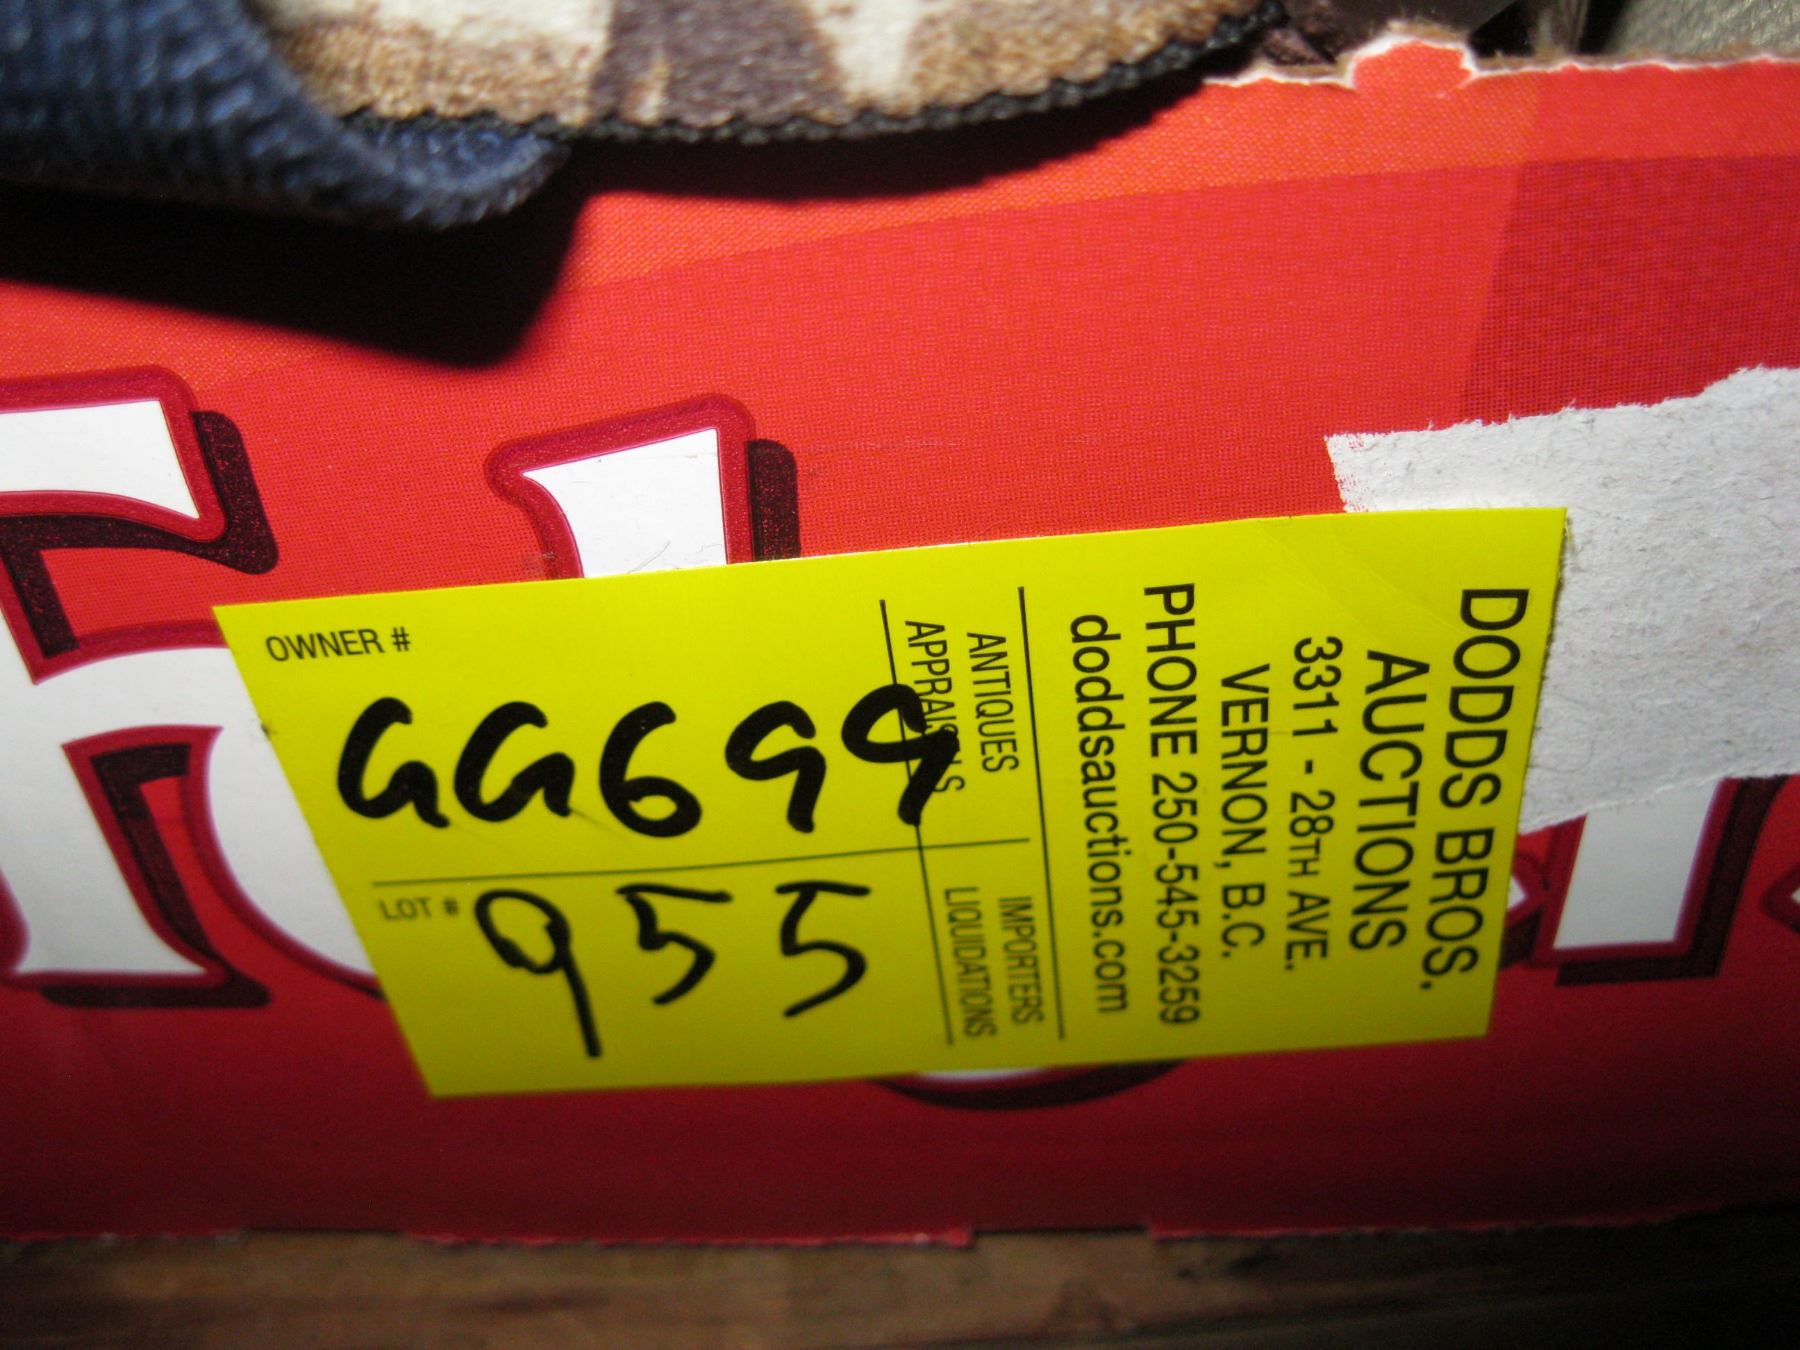 DODDS BROS.
AUCTIONS
3311 - 28TH AVE.
VERNON, B.C.
PHONE 250-545-3259
doddsauctions.com
ANTIQUES
APPRAISALS
IMPORTERS
LIQUIDATIONS
OWNER #
GG699
LOT #
955